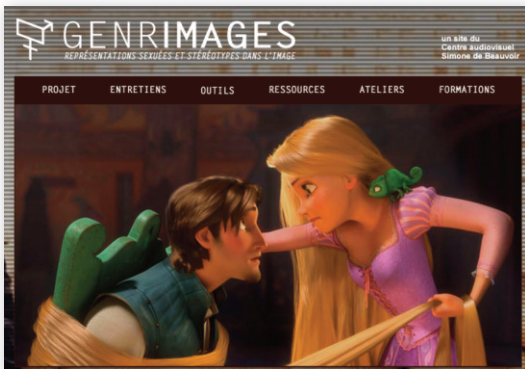 GENRIMAGES
REPRÉSENTATIONS SEXUÉES ET STÉRÉOTYPES DANS L'IMAGE
un site du
Centre audiovisuel
Simone de Beauvoir
PROJET ENTRETIENS OUTILS RESSOURCES ATELIERS FORMATIONS